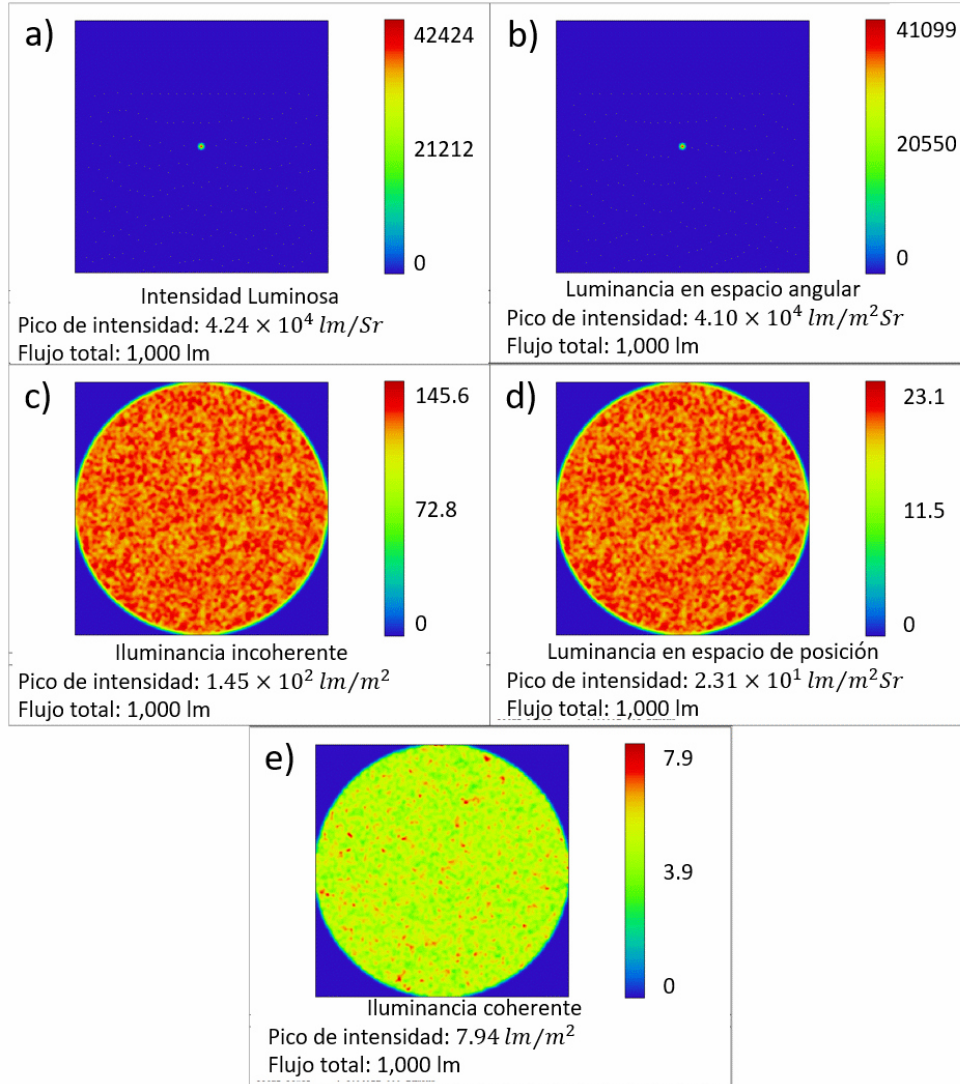 a)
42424
21212
0
Intensidad Luminosa
Pico de intensidad: 4.24 × 10⁴ lm/Sr
Flujo total: 1,000 lm
b)
41099
20550
0
Luminancia en espacio angular
Pico de intensidad: 4.10 × 10⁴ lm/m²Sr
Flujo total: 1,000 lm
c)
145.6
72.8
0
Iluminancia incoherente
Pico de intensidad: 1.45 × 10² lm/m²
Flujo total: 1,000 lm
d)
23.1
11.5
0
Luminancia en espacio de posición
Pico de intensidad: 2.31 × 10¹ lm/m²Sr
Flujo total: 1,000 lm
e)
7.9
3.9
0
Iluminancia coherente
Pico de intensidad: 7.94 lm/m²
Flujo total: 1,000 lm